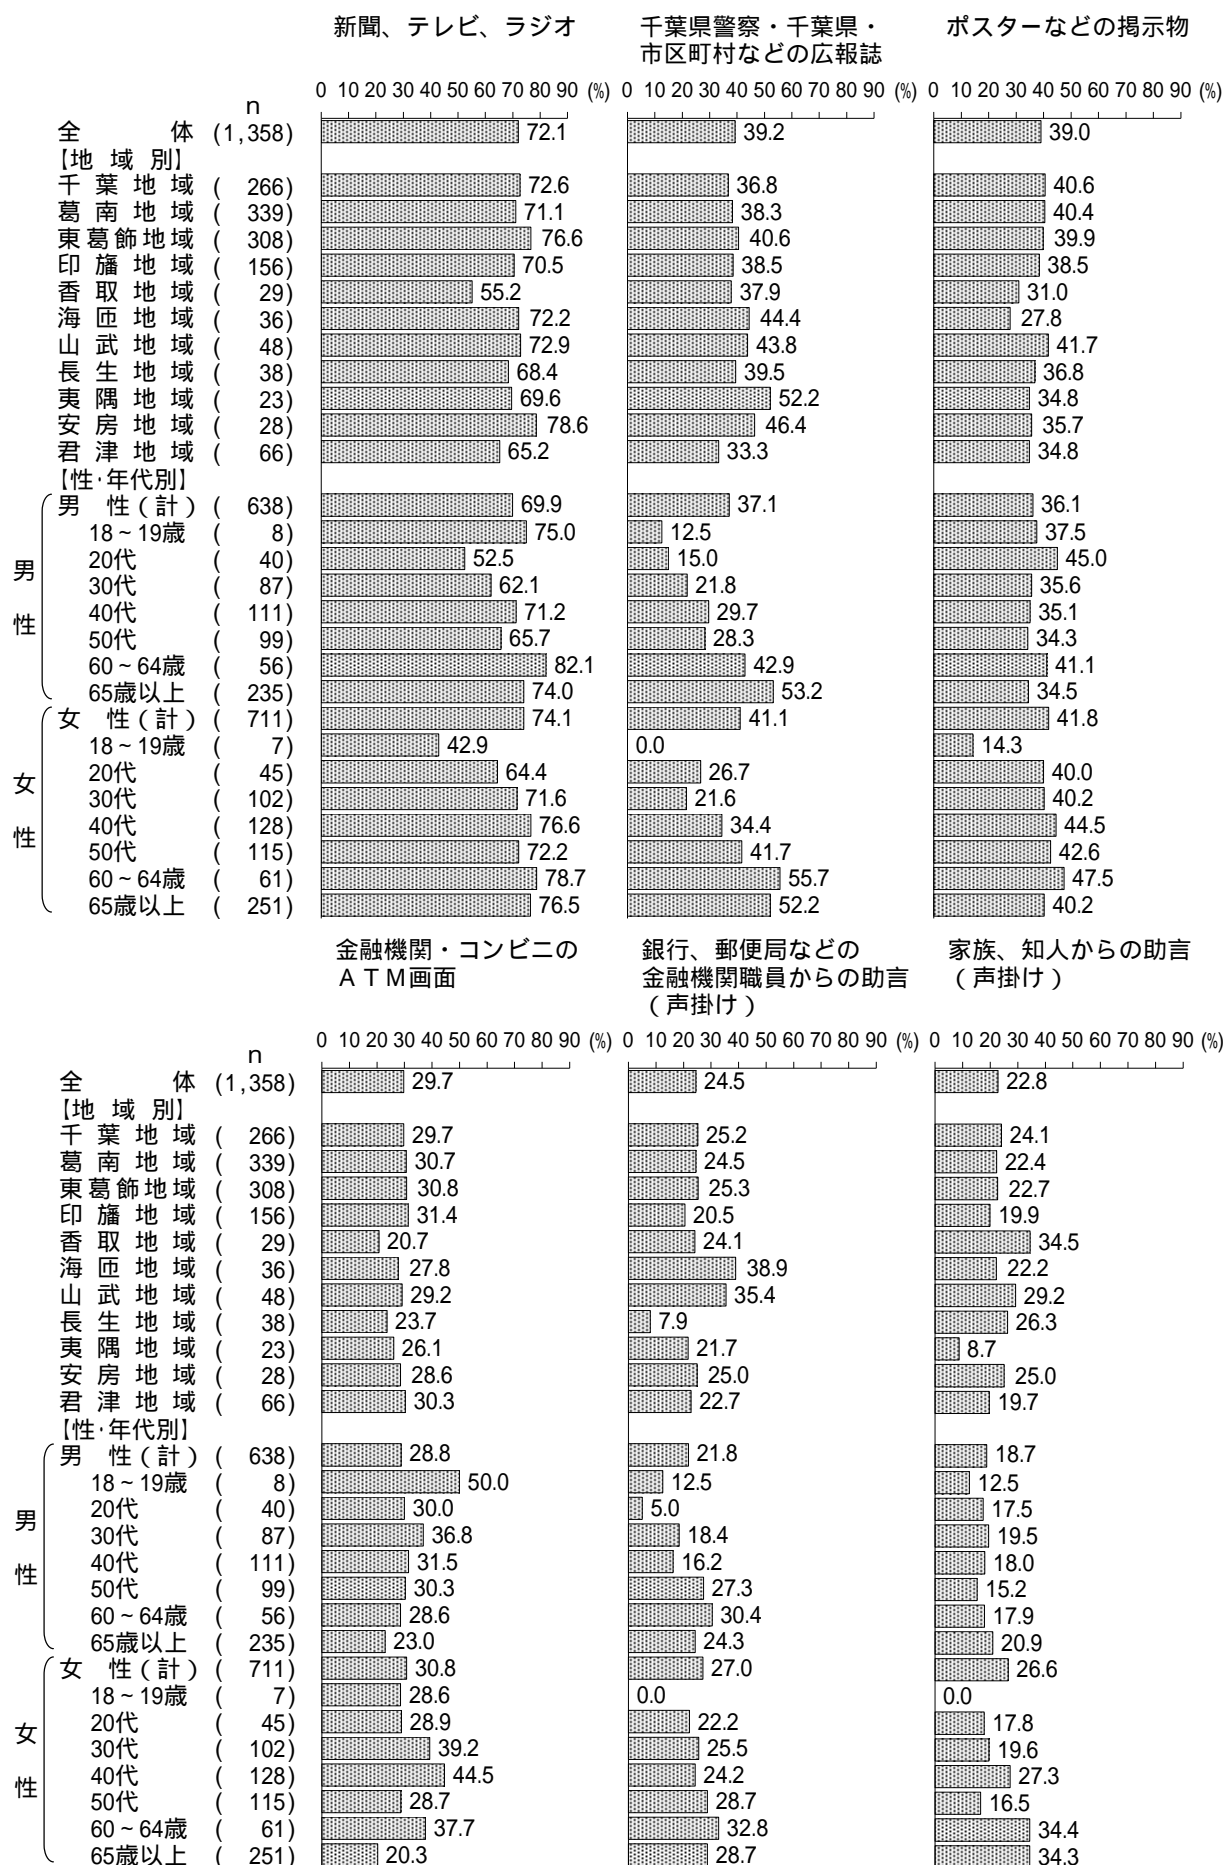 新聞、テレビ、ラジオ 千葉県警察・千葉県・ ポスターなどの掲示物
市区町村などの広報誌
0 10 20 30 40 50 60 70 80 90 (%) 0 10 20 30 40 50 60 70 80 90 (%) 0 10 20 30 40 50 60 70 80 90 (%)
n
全体 (1,358) 72.1 39.2 39.0
【地域別】
千葉地域 ( 266) 72.6 36.8 40.6
葛南地域 ( 339) 71.1 38.3 40.4
東葛飾地域 ( 308) 76.6 40.6 39.9
印旛地域 ( 156) 70.5 38.5 38.5
香取地域 ( 29) 55.2 37.9 31.0
海匝地域 ( 36) 72.2 44.4 27.8
山武地域 ( 48) 72.9 43.8 41.7
長生地域 ( 38) 68.4 39.5 36.8
夷隅地域 ( 23) 69.6 52.2 34.8
安房地域 ( 28) 78.6 46.4 35.7
君津地域 ( 66) 65.2 33.3 34.8
【性・年代別】
男性(計) ( 638) 69.9 37.1 36.1
18~19歳 ( 8) 75.0 12.5 37.5
20代 ( 40) 52.5 15.0 45.0
男 30代 ( 87) 62.1 21.8 35.6
40代 ( 111) 71.2 29.7 35.1
性 50代 ( 99) 65.7 28.3 34.3
60~64歳 ( 56) 82.1 42.9 41.1
65歳以上 ( 235) 74.0 53.2 34.5
女性(計) ( 711) 74.1 41.1 41.8
18~19歳 ( 7) 42.9 0.0 14.3
20代 ( 45) 64.4 26.7 40.0
女 30代 ( 102) 71.6 21.6 40.2
40代 ( 128) 76.6 34.4 44.5
性 50代 ( 115) 72.2 41.7 42.6
60~64歳 ( 61) 78.7 55.7 47.5
65歳以上 ( 251) 76.5 52.2 40.2
金融機関・コンビニの 銀行、郵便局などの 家族、知人からの助言
ATM画面 金融機関職員からの助言 (声掛け)
(声掛け)
0 10 20 30 40 50 60 70 80 90 (%) 0 10 20 30 40 50 60 70 80 90 (%) 0 10 20 30 40 50 60 70 80 90 (%)
n
全体 (1,358) 29.7 24.5 22.8
【地域別】
千葉地域 ( 266) 29.7 25.2 24.1
葛南地域 ( 339) 30.7 24.5 22.4
東葛飾地域 ( 308) 30.8 25.3 22.7
印旛地域 ( 156) 31.4 20.5 19.9
香取地域 ( 29) 20.7 24.1 34.5
海匝地域 ( 36) 27.8 38.9 22.2
山武地域 ( 48) 29.2 35.4 29.2
長生地域 ( 38) 23.7 7.9 26.3
夷隅地域 ( 23) 26.1 21.7 8.7
安房地域 ( 28) 28.6 25.0 25.0
君津地域 ( 66) 30.3 22.7 19.7
【性・年代別】
男性(計) ( 638) 28.8 21.8 18.7
18~19歳 ( 8) 50.0 12.5 12.5
20代 ( 40) 30.0 5.0 17.5
男 30代 ( 87) 36.8 18.4 19.5
40代 ( 111) 31.5 16.2 18.0
性 50代 ( 99) 30.3 27.3 15.2
60~64歳 ( 56) 28.6 30.4 17.9
65歳以上 ( 235) 23.0 24.3 20.9
女性(計) ( 711) 30.8 27.0 26.6
18~19歳 ( 7) 28.6 0.0 0.0
20代 ( 45) 28.9 22.2 17.8
女 30代 ( 102) 39.2 25.5 19.6
40代 ( 128) 44.5 24.2 27.3
性 50代 ( 115) 28.7 28.7 16.5
60~64歳 ( 61) 37.7 32.8 34.4
65歳以上 ( 251) 20.3 28.7 34.3